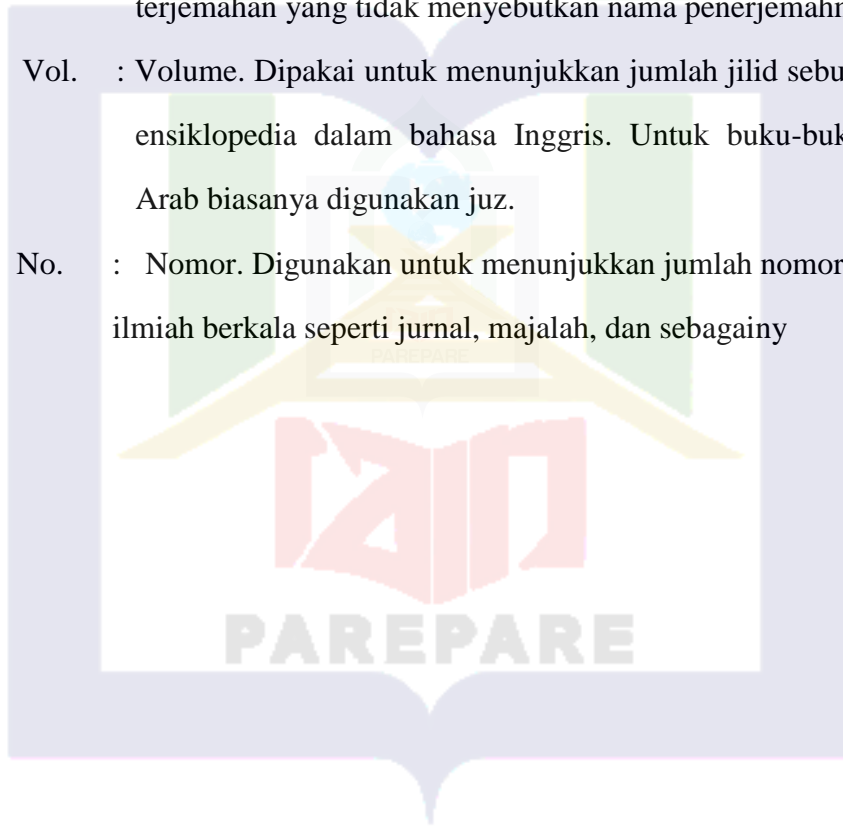 terjemahan yang tidak menyebutkan nama penerjemahn
Vol. : Volume. Dipakai untuk menunjukkan jumlah jilid sebu
ensiklopedia dalam bahasa Inggris. Untuk buku-buk
Arab biasanya digunakan juz.
No. : Nomor. Digunakan untuk menunjukkan jumlah nomor
ilmiah berkala seperti jurnal, majalah, dan sebagainy
PAREPARE
iain
PAREPARE